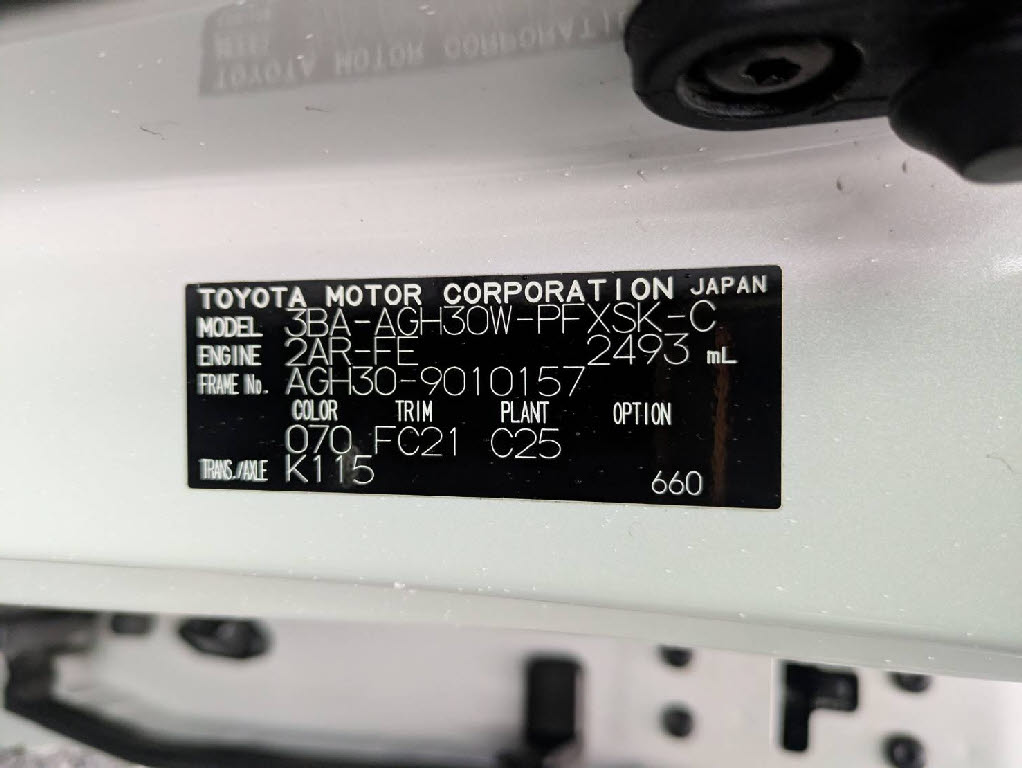 TOYOTA MOTOR CORPORATION JAPAN
MODEL 3BA-AGH30W-PFXSK-C
ENGINE 2AR-FE 2493 mL
FRAME No. AGH30-9010157
COLOR TRIM PLANT OPTION
070 FC21 C25
TRANS./AXLE K115
660